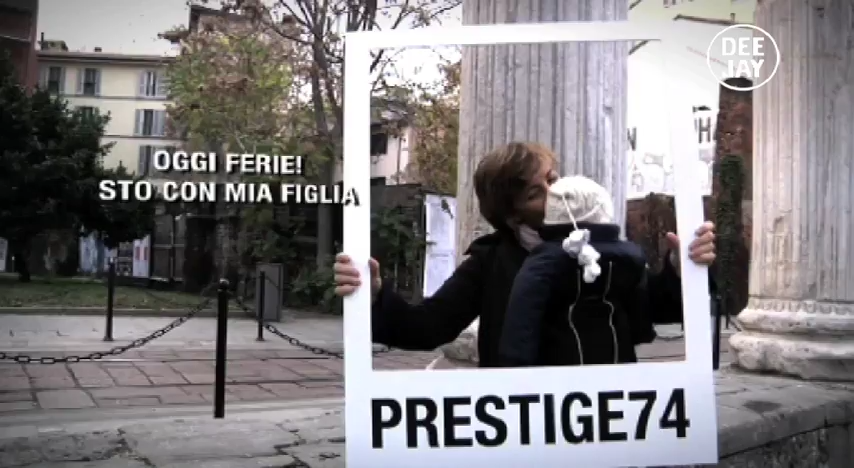 DEE
JAY
OGGI FERIE!
STO CON MIA FIGLIA
PRESTIGE74